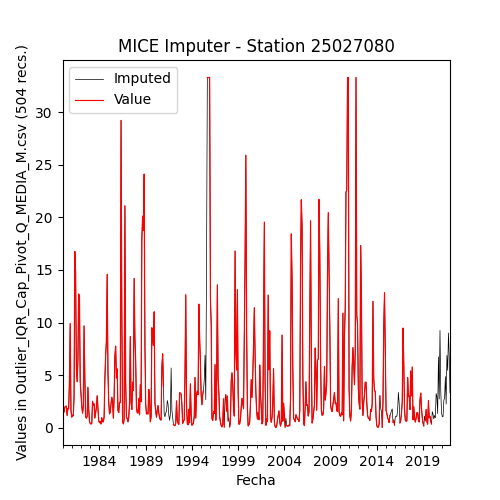 MICE Imputer - Station 25027080
Values in Outlier_IQR_Cap_Pivot_Q_MEDIA_M.csv (504 recs.)
Imputed
Value
30
25
20
15
10
5
0
1984 1989 1994 1999 2004 2009 2014 2019
Fecha